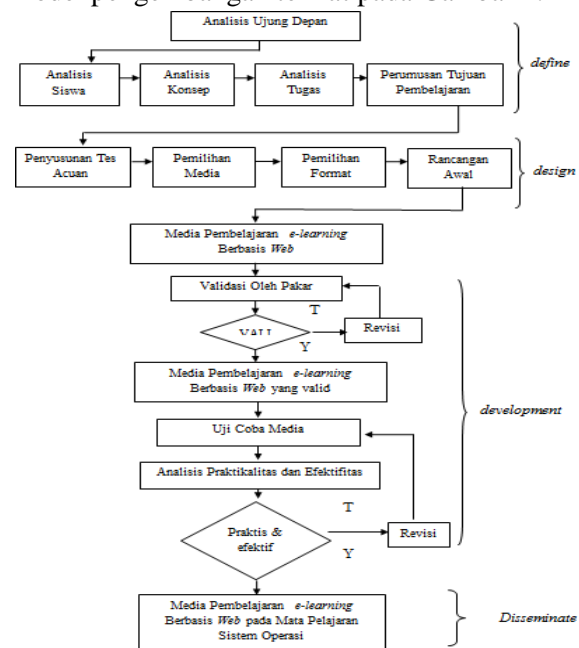 pengembangan pada
Analisis Ujung Depan
define
Analisis
Siswa
Analisis
Konsep
Analisis
Tugas
Perumusan Tujuan
Pembelajaran
Penyusunan Tes
Acuan
Pemilihan
Media
Pemilihan
Format
Rancangan
Awal
design
Media Pembelajaran e-learning
Berbasis Web
Validasi Oleh Pakar
T
Revisi
Y
Media Pembelajaran e-learning
Berbasis Web yang valid
development
Uji Coba Media
Analisis Praktikalitas dan Efektifitas
T
Praktis &
efektif
Revisi
Y
Media Pembelajaran e-learning
Berbasis Web pada Mata Pelajaran
Sistem Operasi
Disseminate